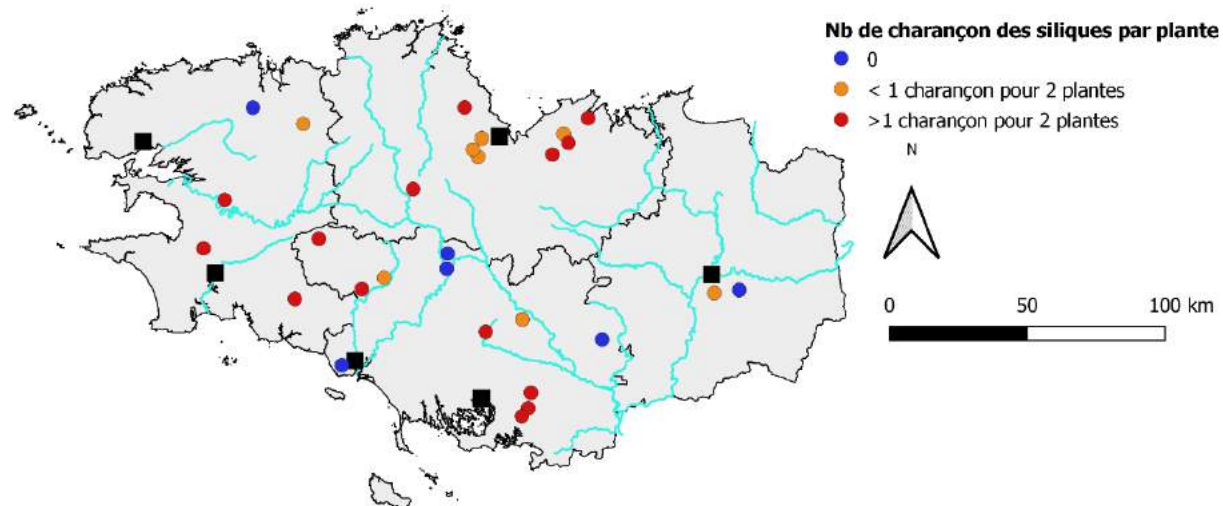 Nb de charançon des siliques par plante
0
< 1 charançon pour 2 plantes
>1 charançon pour 2 plantes
N
0 50 100 km